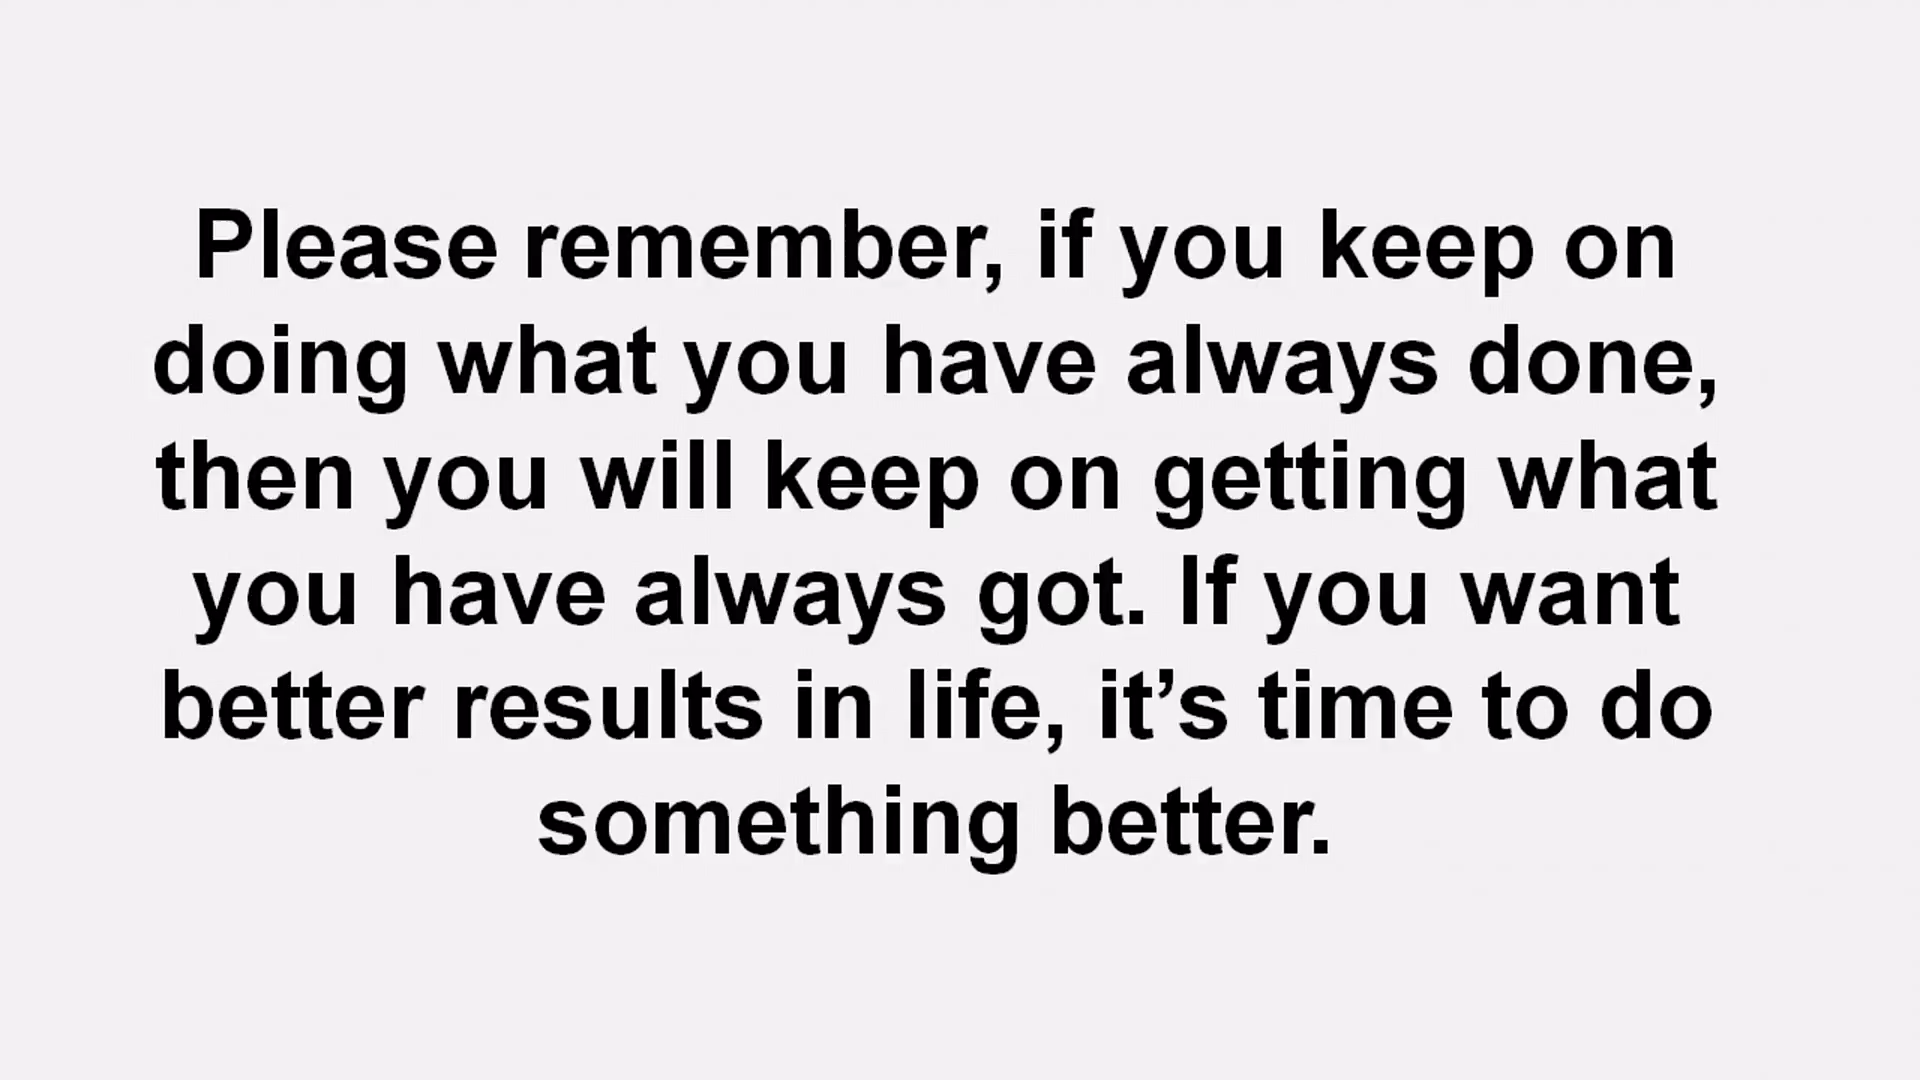 Please remember, if you keep on
doing what you have always done,
then you will keep on getting what
you have always got. If you want
better results in life, it’s time to do
something better.